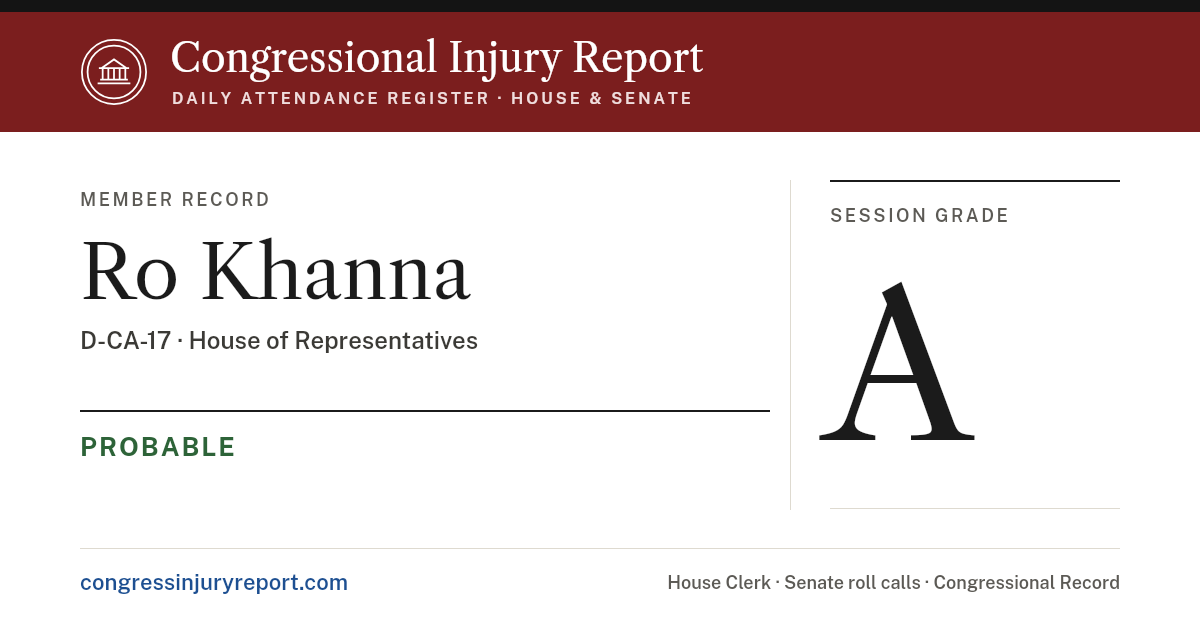 Congressional Injury Report
DAILY ATTENDANCE REGISTER · HOUSE & SENATE
MEMBER RECORD
Ro Khanna
D-CA-17 · House of Representatives
PROBABLE
SESSION GRADE
A
congressinjuryreport.com
House Clerk · Senate roll calls · Congressional Record